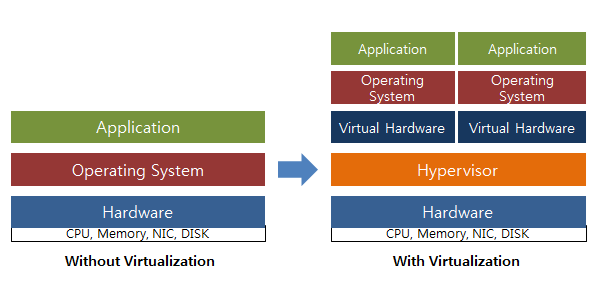 Application
Operating System
Hardware
CPU, Memory, NIC, DISK
Without Virtualization
Application
Application
Operating
System
Operating
System
Virtual Hardware
Virtual Hardware
Hypervisor
Hardware
CPU, Memory, NIC, DISK
With Virtualization